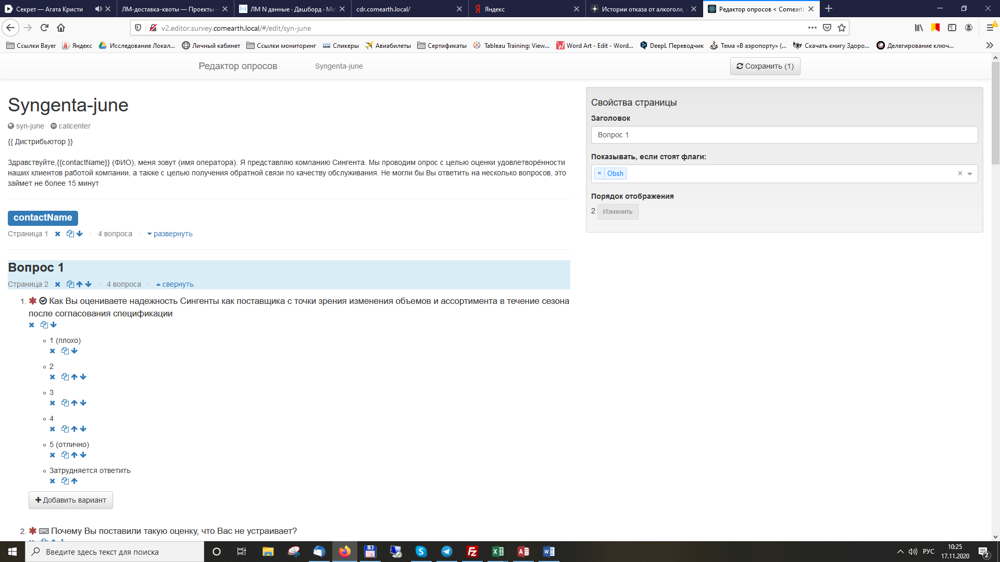 Секрет — Агата Кристи
ЛМ-доставка-квоты — Проекты
ЛМ N данные · Дашборд · Me
cdr.comearth.local/
Яндекс
Истории отказа от алкоголя,
Редактор опросов < Comearth
v2.editor.survey.comearth.local/#/edit/syn-june
Ссылки Bayer
Яндекс
Исследование Локал...
Личный кабинет
Ссылки мониторинг
Спикеры
Авиабилеты
Сертификаты
Tableau Training: View...
Word Art - Edit - Word...
DeepL Переводчик
Тема «В аэропорту» (...
Скачать книгу Здоро...
Делегирование ключ...
Редактор опросов
Syngenta-june
Сохранить (1)
Syngenta-june
syn-june callcenter
{{ Дистрибьютор }}
Здравствуйте,{{contactName}} (ФИО), меня зовут (имя оператора). Я представляю компанию Сингента. Мы проводим опрос с целью оценки удовлетворённости
наших клиентов работой компании, а также с целью получения обратной связи по качеству обслуживания. Не могли бы Вы ответить на несколько вопросов, это
займет не более 15 минут
contactName
Страница 1 · 4 вопроса · развернуть
Вопрос 1
Страница 2 · 4 вопроса · свернуть
1. Как Вы оцениваете надежность Сингенты как поставщика с точки зрения изменения объемов и ассортимента в течение сезона
после согласования спецификации
1 (плохо)
2
3
4
5 (отлично)
Затрудняется ответить
Добавить вариант
2. Почему Вы поставили такую оценку, что Вас не устраивает?
Свойства страницы
Заголовок
Вопрос 1
Показывать, если стоят флаги:
× Obsh
Порядок отображения
2 Изменить
Введите здесь текст для поиска
РУС
10:25
17.11.2020
2